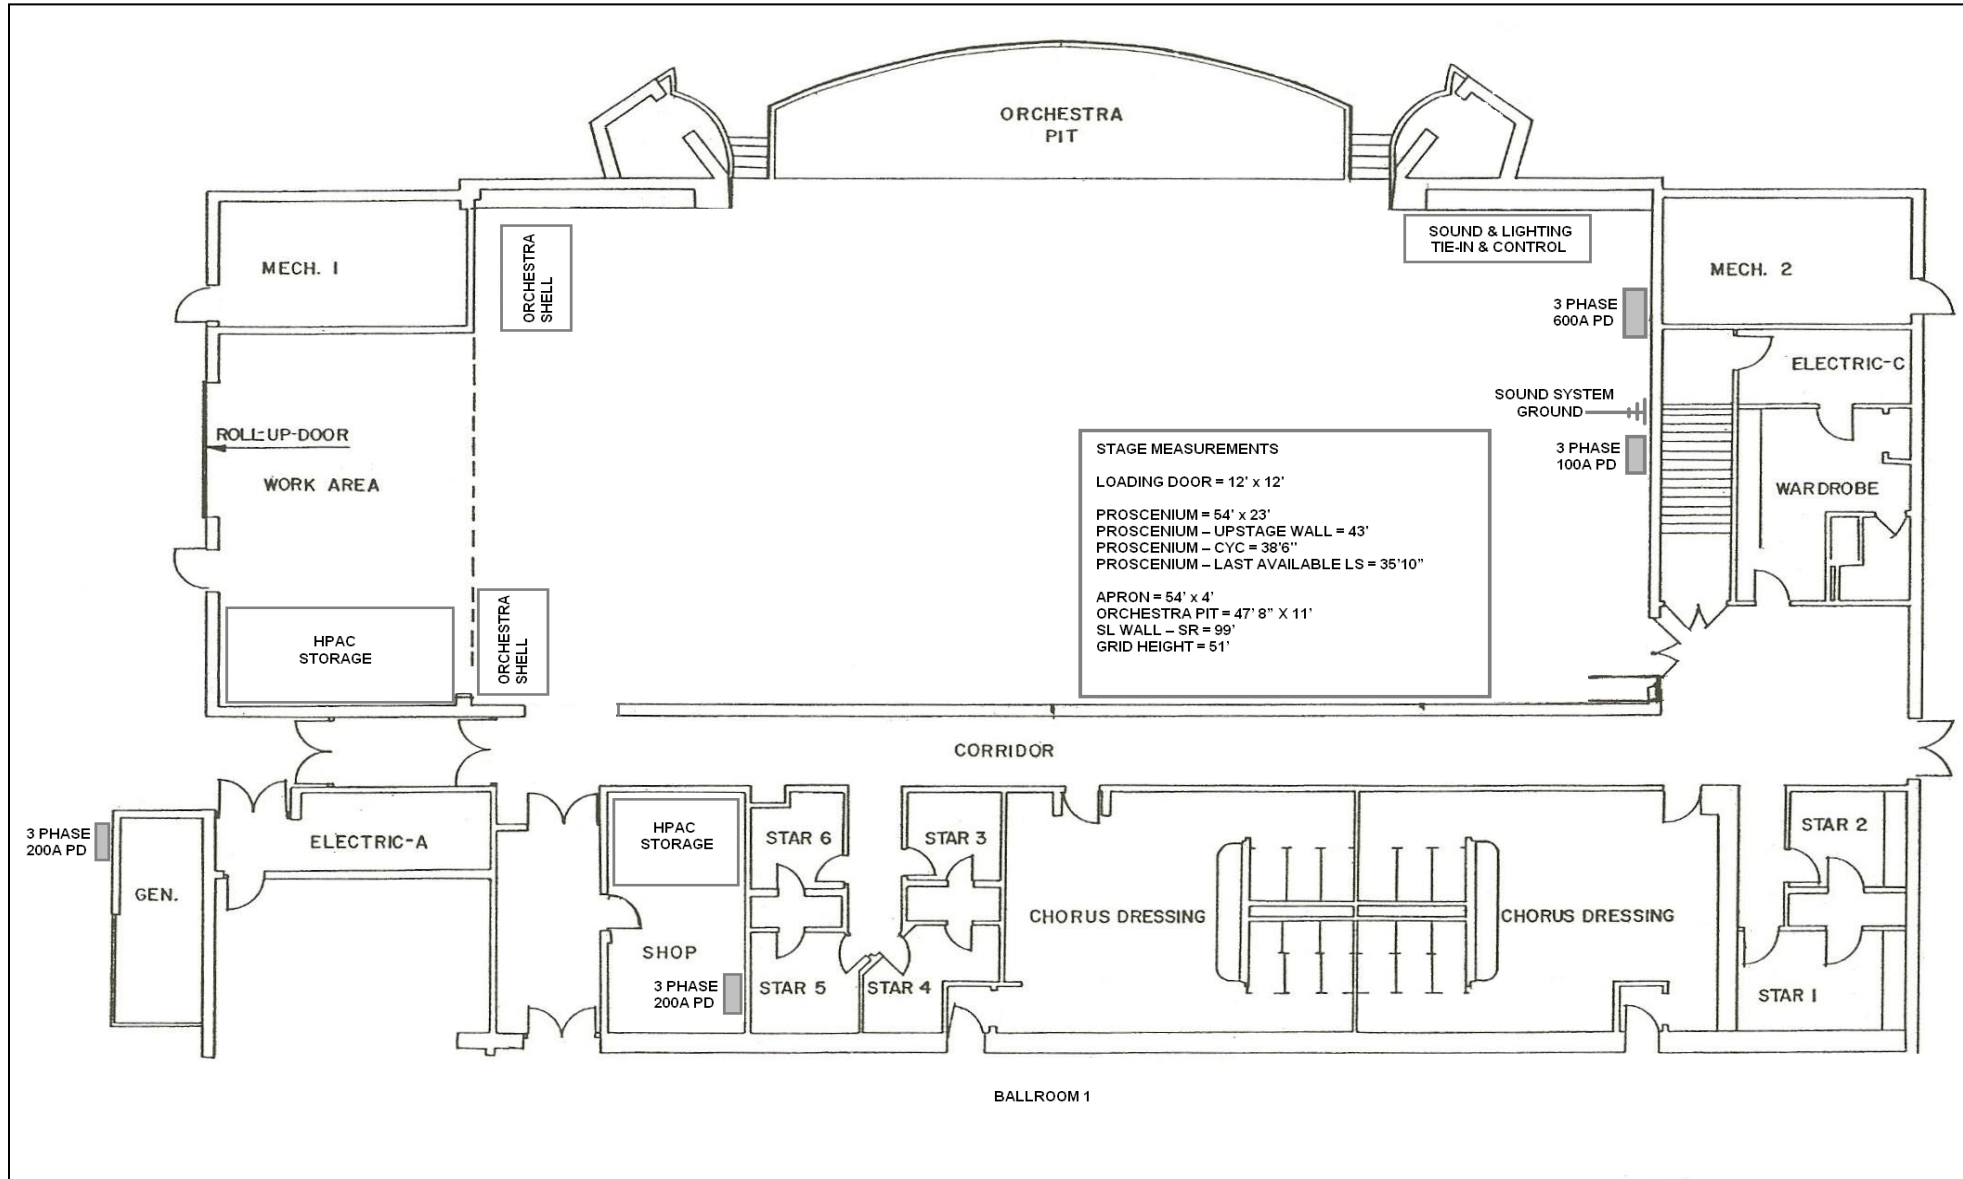 ORCHESTRA
PIT
SOUND & LIGHTING
TIE-IN & CONTROL
MECH. 1
ORCHESTRA
SHELL
MECH. 2
3 PHASE
600A PD
ELECTRIC-C
SOUND SYSTEM
GROUND
ROLL-UP-DOOR
WORK AREA
3 PHASE
100A PD
WARDROBE
STAGE MEASUREMENTS
LOADING DOOR = 12' x 12'
PROSCENIUM = 54' x 23'
PROSCENIUM – UPSTAGE WALL = 43'
PROSCENIUM – CYC = 38'6"
PROSCENIUM – LAST AVAILABLE LS = 35'10"
APRON = 54' x 4'
ORCHESTRA PIT = 47' 8" X 11'
SL WALL – SR = 99'
GRID HEIGHT = 51'
HPAC
STORAGE
ORCHESTRA
SHELL
CORRIDOR
3 PHASE
200A PD
ELECTRIC-A
HPAC
STORAGE
STAR 6
STAR 3
STAR 2
GEN.
CHORUS DRESSING
CHORUS DRESSING
SHOP
3 PHASE
200A PD
STAR 5
STAR 4
STAR 1
BALLROOM 1